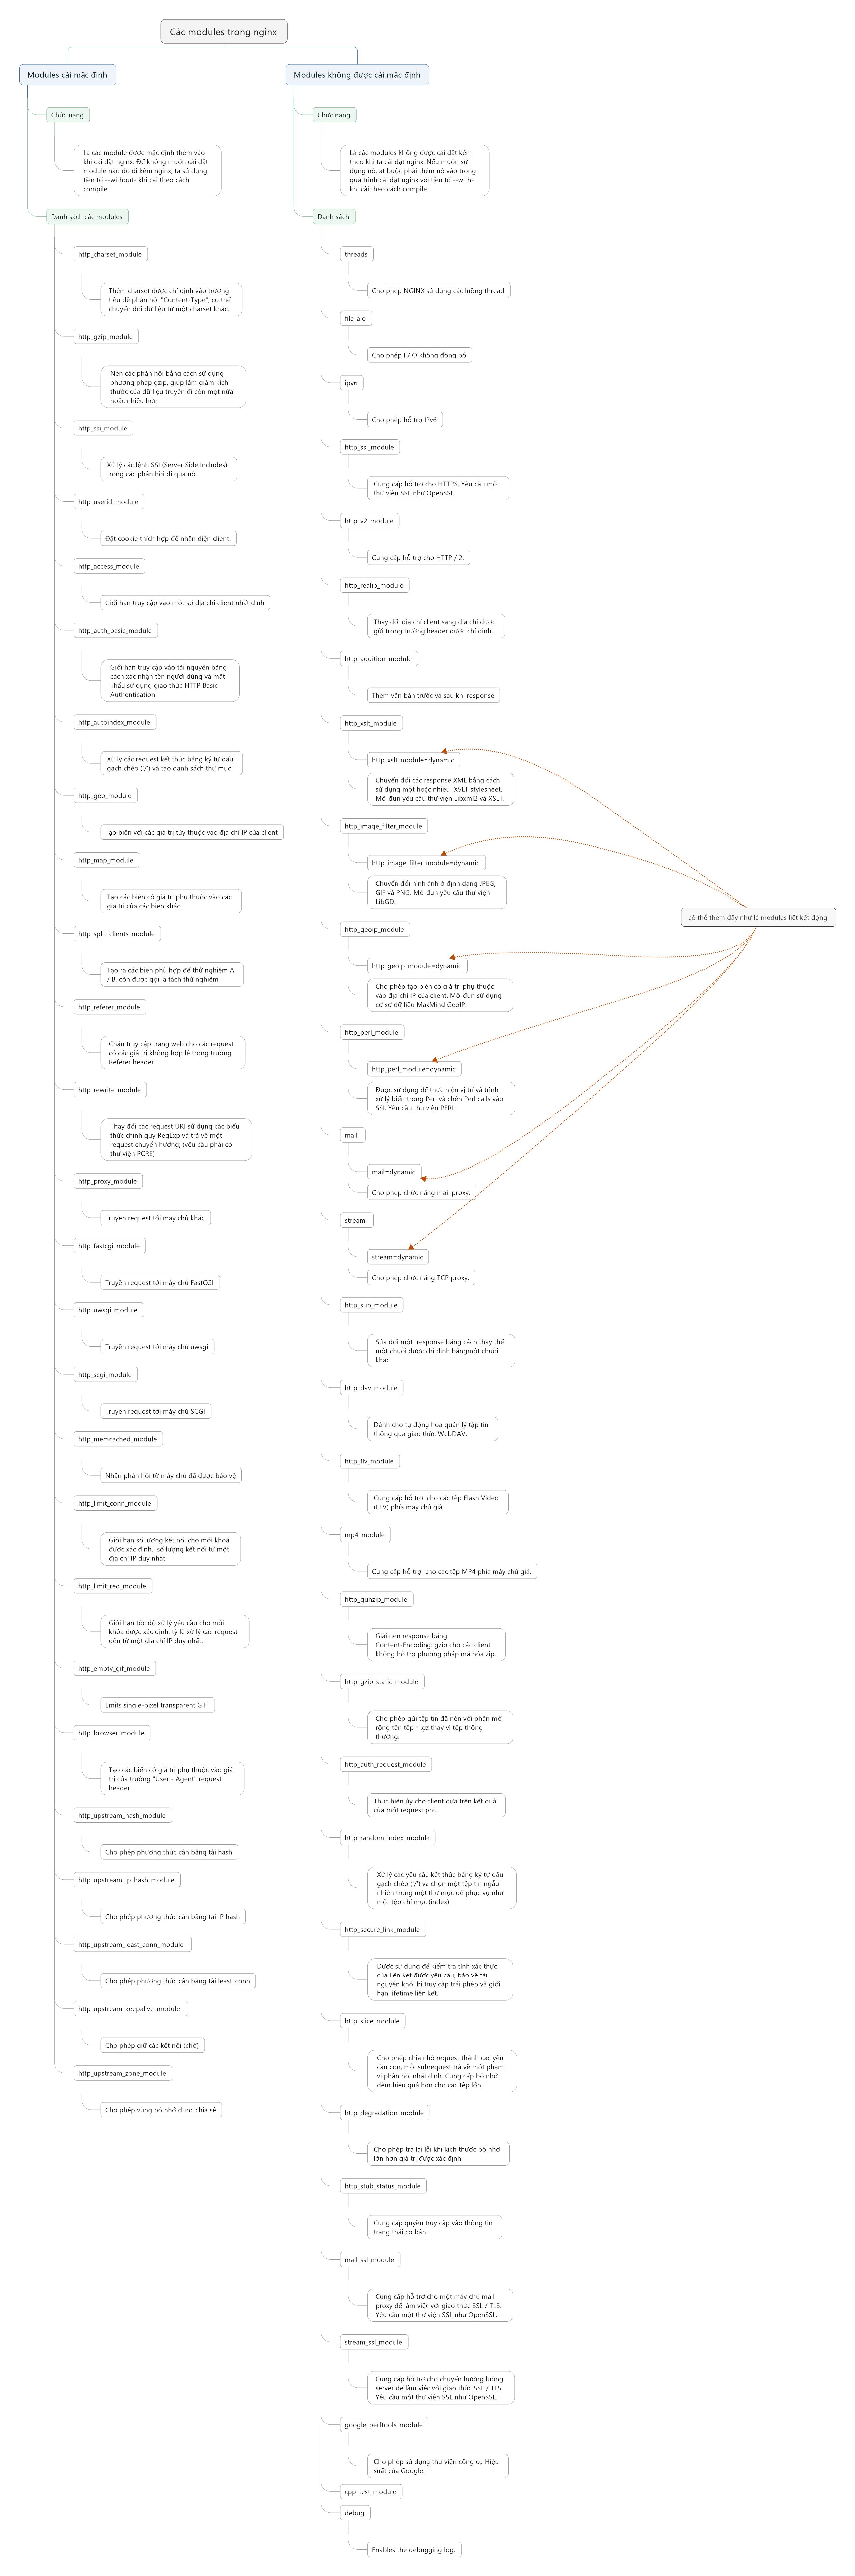 Các modules trong nginx
Modules cài mặc định
Chức năng
Là các module được mặc định thêm vào
khi cài đặt nginx. Để không muốn cài đặt
module nào đó đi kèm nginx, ta sử dụng
tiền tố --without- khi cài theo cách
compile
Danh sách các modules
http_charset_module
Thêm charset được chỉ định vào trường
tiêu đề phản hồi "Content-Type", có thể
chuyển đổi dữ liệu từ một charset khác.
http_gzip_module
Nén các phản hồi bằng cách sử dụng
phương pháp gzip, giúp làm giảm kích
thước của dữ liệu truyền đi còn một nửa
hoặc nhiều hơn
http_ssi_module
Xử lý các lệnh SSI (Server Side Includes)
trong các phản hồi đi qua nó.
http_userid_module
Đặt cookie thích hợp để nhận diện client.
http_access_module
Giới hạn truy cập vào một số địa chỉ client nhất định
http_auth_basic_module
Giới hạn truy cập vào tài nguyên bằng
cách xác nhận tên người dùng và mật
khẩu sử dụng giao thức HTTP Basic
Authentication
http_autoindex_module
Xử lý các request kết thúc bằng ký tự dấu
gạch chéo ('/') và tạo danh sách thư mục
http_geo_module
Tạo biến với các giá trị tùy thuộc vào địa chỉ IP của client
http_map_module
Tạo các biến có giá trị phụ thuộc vào các
giá trị của các biến khác
http_split_clients_module
Tạo ra các biến phù hợp để thử nghiệm A
/ B, còn được gọi là tách thử nghiệm
http_referer_module
Chặn truy cập trang web cho các request
có các giá trị không hợp lệ trong trường
Referer header
http_rewrite_module
Thay đổi các request URI sử dụng các biểu
thức chính quy RegExp và trả về một
request chuyển hướng; (yêu cầu phải có
thư viện PCRE)
http_proxy_module
Truyền request tới máy chủ khác
http_fastcgi_module
Truyền request tới máy chủ FastCGI
http_uwsgi_module
Truyền request tới máy chủ uwsgi
http_scgi_module
Truyền request tới máy chủ SCGI
http_memcached_module
Nhận phản hồi từ máy chủ đã được bảo vệ
http_limit_conn_module
Giới hạn số lượng kết nối cho mỗi khoá
được xác định, số lượng kết nối từ một
địa chỉ IP duy nhất
http_limit_req_module
Giới hạn tốc độ xử lý yêu cầu cho mỗi
khóa được xác định, tỷ lệ xử lý các request
đến từ một địa chỉ IP duy nhất.
http_empty_gif_module
Emits single-pixel transparent GIF.
http_browser_module
Tạo các biến có giá trị phụ thuộc vào giá
trị của trường "User - Agent" request
header
http_upstream_hash_module
Cho phép phương thức cân bằng tải hash
http_upstream_ip_hash_module
Cho phép phương thức cân bằng tải IP hash
http_upstream_least_conn_module
Cho phép phương thức cân bằng tải least_conn
http_upstream_keepalive_module
Cho phép giữ các kết nối (chờ)
http_upstream_zone_module
Cho phép vùng bộ nhớ được chia sẻ
Modules không được cài mặc định
Chức năng
Là các modules không được cài đặt kèm
theo khi ta cài đặt nginx. Nếu muốn sử
dụng nó, ạt buộc phải thêm nó vào trong
quá trình cài đặt nginx với tiền tố --with-
khi cài theo cách compile
Danh sách
threads
Cho phép NGINX sử dụng các luồng thread
file-aio
Cho phép I / O không đồng bộ
ipv6
Cho phép hỗ trợ IPv6
http_ssl_module
Cung cấp hỗ trợ cho HTTPS. Yêu cầu một
thư viện SSL như OpenSSL
http_v2_module
Cung cấp hỗ trợ cho HTTP / 2.
http_realip_module
Thay đổi địa chỉ client sang địa chỉ được
gửi trong trường header được chỉ định.
http_addition_module
Thêm văn bản trước và sau khi response
http_xslt_module
http_xslt_module=dynamic
Chuyển đổi các response XML bằng cách
sử dụng một hoặc nhiều XSLT stylesheet.
Mô-đun yêu cầu thư viện Libxml2 và XSLT.
http_image_filter_module
http_image_filter_module=dynamic
Chuyển đổi hình ảnh ở định dạng JPEG,
GIF và PNG. Mô-đun yêu cầu thư viện
LibGD.
http_geoip_module
http_geoip_module=dynamic
Cho phép tạo biến có giá trị phụ thuộc
vào địa chỉ IP của client. Mô-đun sử dụng
cơ sở dữ liệu MaxMind GeoIP.
http_perl_module
http_perl_module=dynamic
Được sử dụng để thực hiện vị trí và trình
xử lý biến trong Perl và chèn Perl calls vào
SSI. Yêu cầu thư viện PERL.
mail
mail=dynamic
Cho phép chức năng mail proxy.
stream
stream=dynamic
Cho phép chức năng TCP proxy.
http_sub_module
Sửa đổi một response bằng cách thay thế
một chuỗi được chỉ định bằngmột chuỗi
khác.
http_dav_module
Dành cho tự động hóa quản lý tập tin
thông qua giao thức WebDAV.
http_flv_module
Cung cấp hỗ trợ cho các tệp Flash Video
(FLV) phía máy chủ giả.
mp4_module
Cung cấp hỗ trợ cho các tệp MP4 phía máy chủ giả.
http_gunzip_module
Giải nén response bằng
Content-Encoding: gzip cho các client
không hỗ trợ phương pháp mã hóa zip.
http_gzip_static_module
Cho phép gửi tập tin đã nén với phần mở
rộng tên tệp * .gz thay vì tệp thông
thường.
http_auth_request_module
Thực hiện ủy cho client dựa trên kết quả
của một request phụ.
http_random_index_module
Xử lý các yêu cầu kết thúc bằng ký tự dấu
gạch chéo ('/') và chọn một tệp tin ngẫu
nhiên trong một thư mục để phục vụ như
một tệp chỉ mục (index).
http_secure_link_module
Được sử dụng để kiểm tra tính xác thực
của liên kết được yêu cầu, bảo vệ tài
nguyên khỏi bị truy cập trái phép và giới
hạn lifetime liên kết.
http_slice_module
Cho phép chia nhỏ request thành các yêu
cầu con, mỗi subrequest trả về một phạm
vi phản hồi nhất định. Cung cấp bộ nhớ
đệm hiệu quả hơn cho các tệp lớn.
http_degradation_module
Cho phép trả lại lỗi khi kích thước bộ nhớ
lớn hơn giá trị được xác định.
http_stub_status_module
Cung cấp quyền truy cập vào thông tin
trạng thái cơ bản.
mail_ssl_module
Cung cấp hỗ trợ cho một máy chủ mail
proxy để làm việc với giao thức SSL / TLS.
Yêu cầu một thư viện SSL như OpenSSL.
stream_ssl_module
Cung cấp hỗ trợ cho chuyển hướng luồng
server để làm việc với giao thức SSL / TLS.
Yêu cầu một thư viện SSL như OpenSSL.
google_perftools_module
Cho phép sử dụng thư viện công cụ Hiệu
suất của Google.
cpp_test_module
debug
Enables the debugging log.
có thể thêm đây như là modules liêt kết động